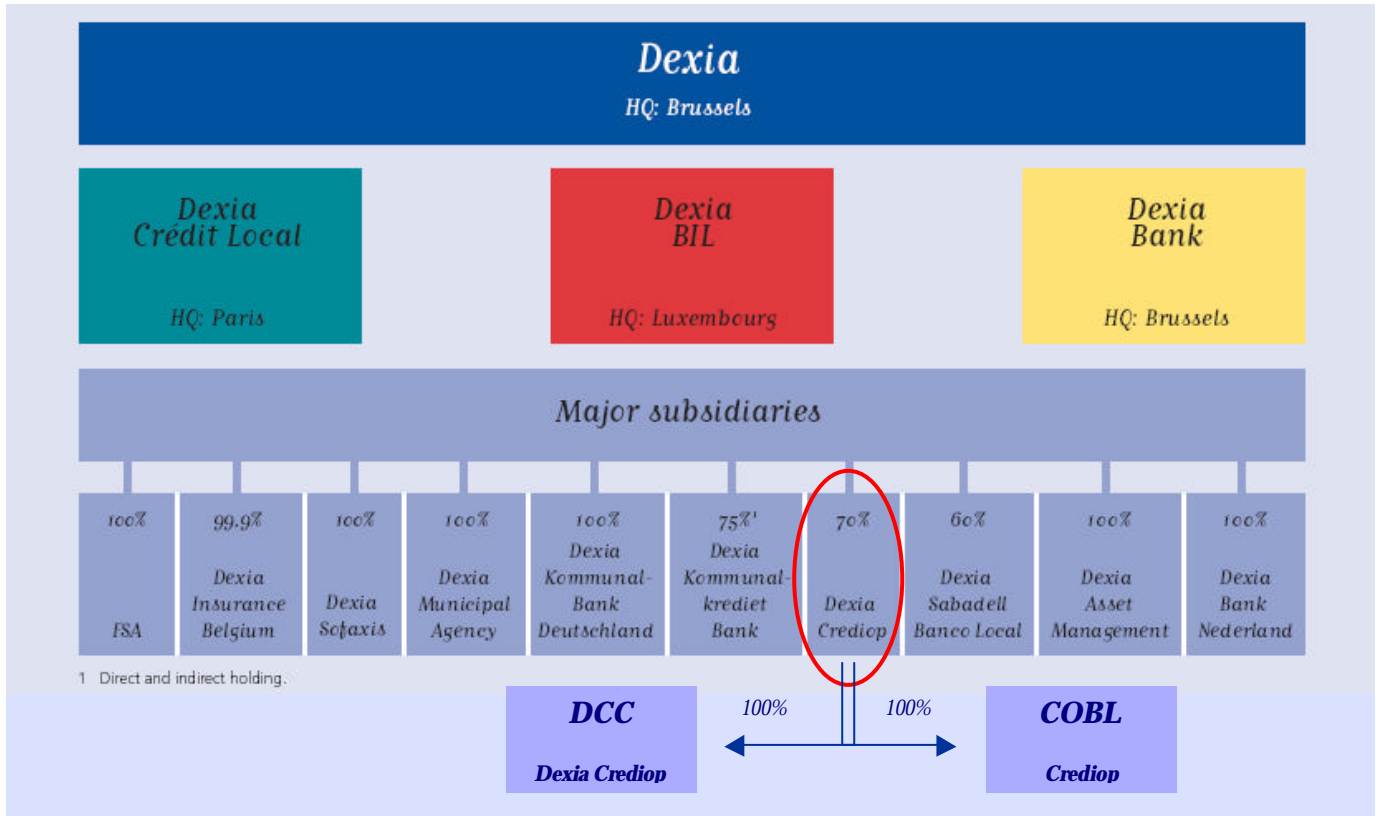 Dexia
HQ: Brussels
Dexia
Crédit Local
HQ: Paris
Dexia
BIL
HQ: Luxembourg
Dexia
Bank
HQ: Brussels
Major subsidiaries
100%
FSA
99.9%
Dexia
Insurance
Belgium
100%
Dexia
Sofaxis
100%
Dexia
Municipal
Agency
100%
Dexia
Kommunal-
Bank
Deutschland
75%¹
Dexia
Kommunal-
krediet
Bank
70%
Dexia
Crediop
60%
Dexia
Sabadell
Banco Local
100%
Dexia
Asset
Management
100%
Dexia
Bank
Nederland
1 Direct and indirect holding.
DCC
Dexia Crediop
100%
100%
COBL
Crediop